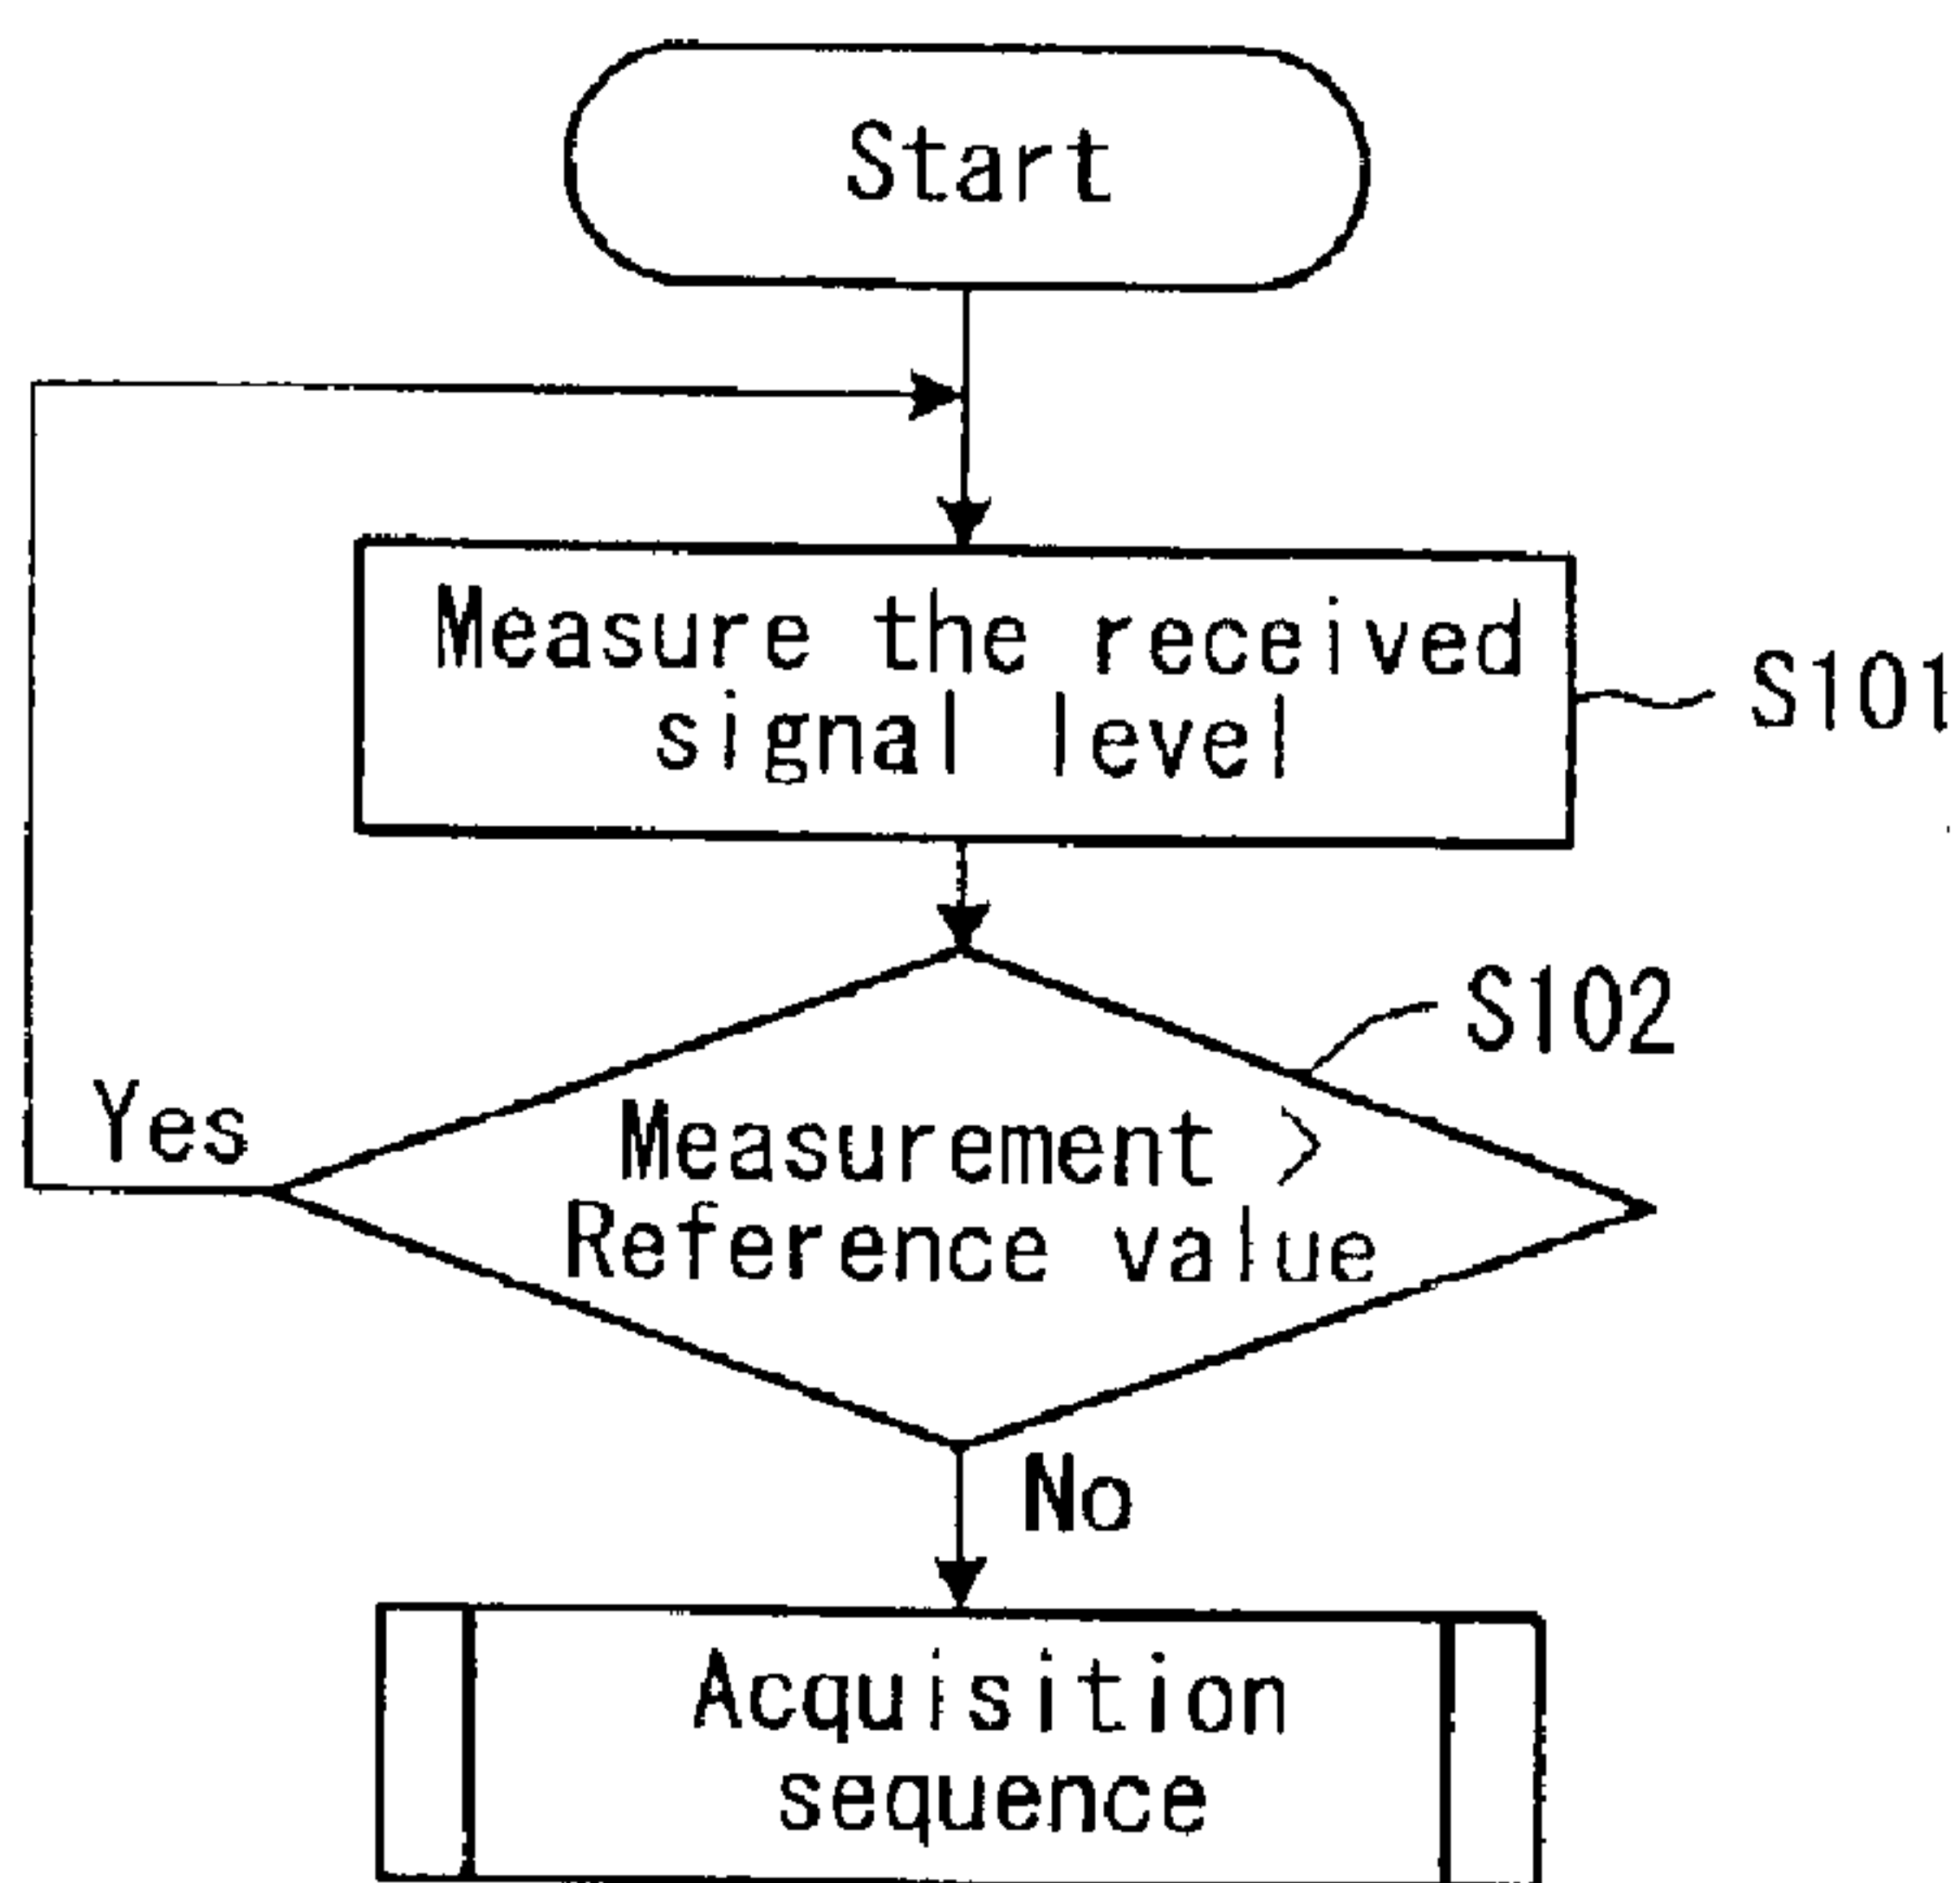 Start
Measure the received
signal level
S101
S102
Yes
Measurement >
Reference value
No
Acquisition
sequence